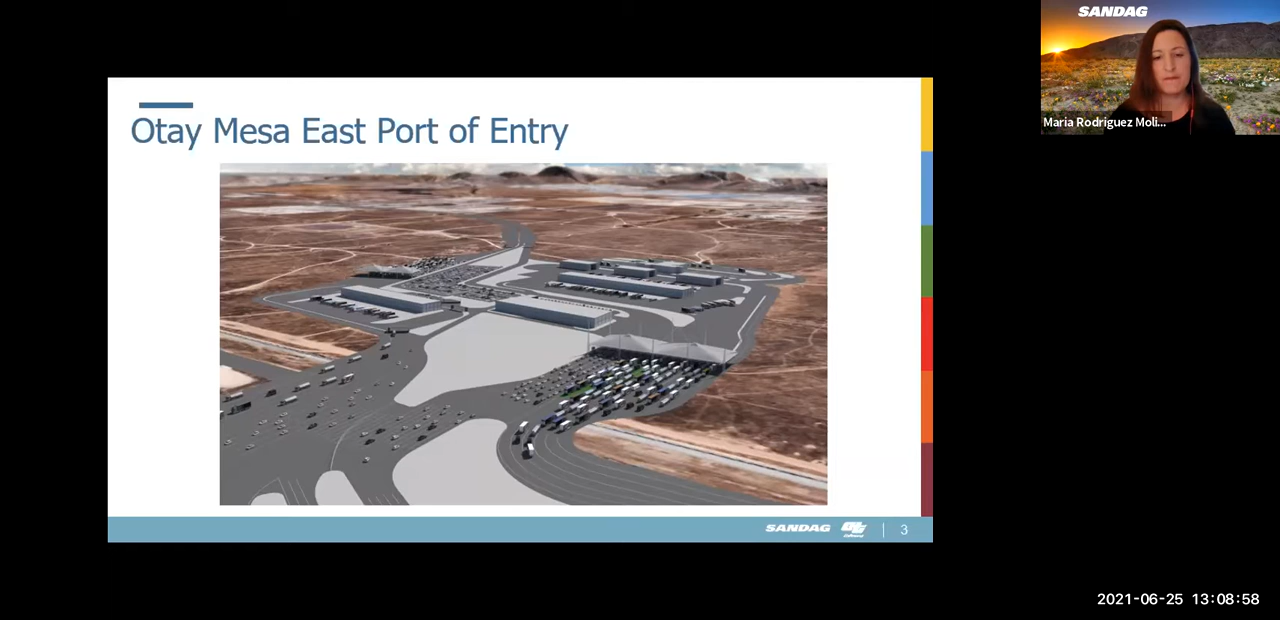 SANDAG
Maria Rodriguez Moli...
Otay Mesa East Port of Entry
SANDAG
3
2021-06-25 13:08:58